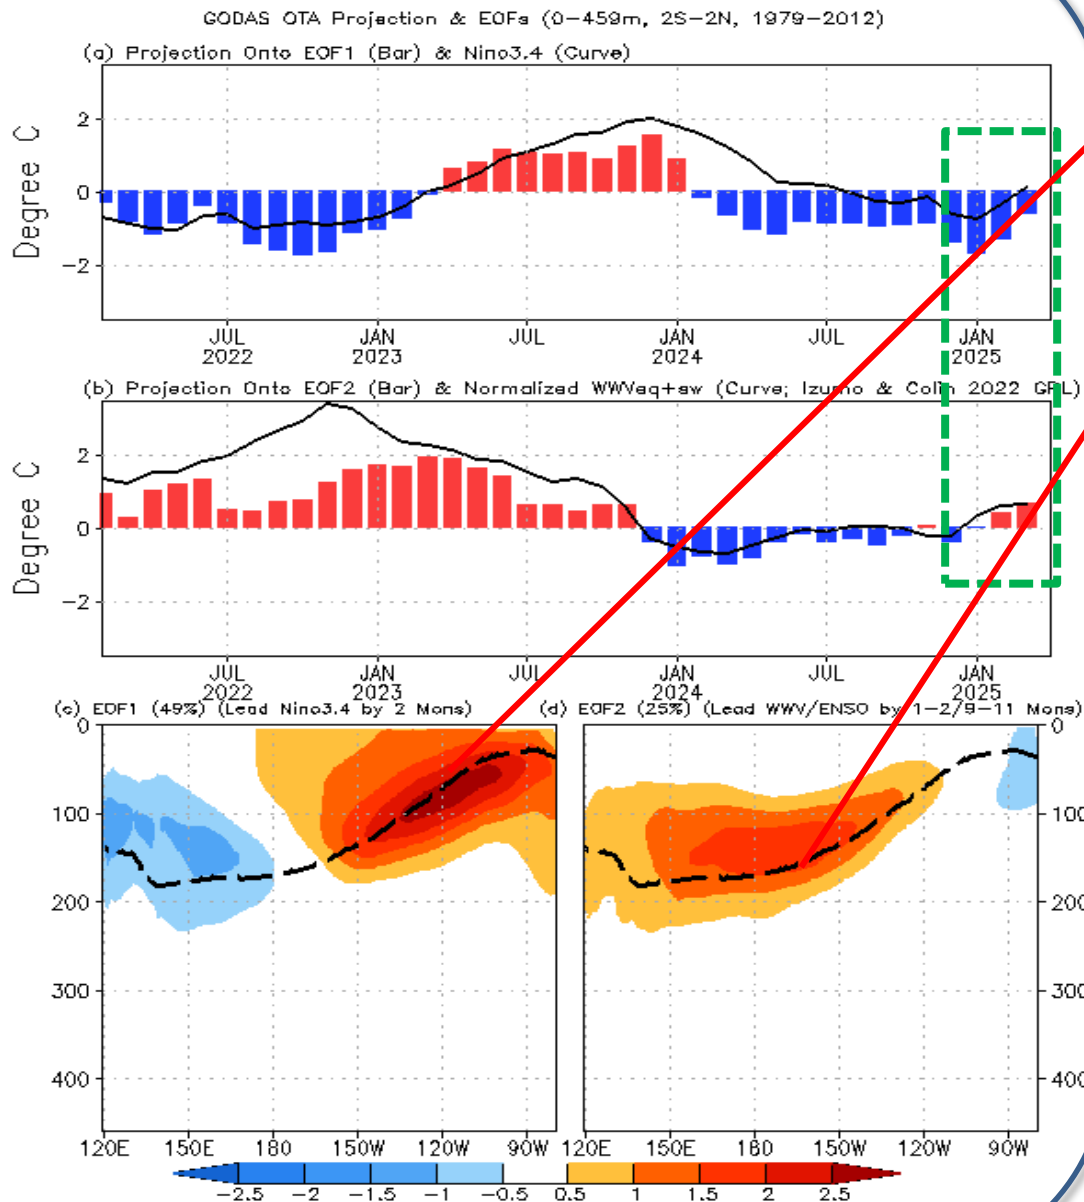 GODAS OTA Projection & EOFs (0-459m, 2S-2N, 1979-2012)
(a) Projection Onto EOF1 (Bar) & Nino3.4 (Curve)
Degree C
2
0
-2
JUL JAN JUL JAN JUL JAN
2022 2023 2024 2025
(b) Projection Onto EOF2 (Bar) & Normalized WWVeq+sw (Curve; Izumo & Colin 2022 GRL)
Degree C
2
0
-2
JUL JAN JUL JAN JUL JAN
2022 2023 2024 2025
(c) EOF1 (49%) (Lead Nino3.4 by 2 Mons) (d) EOF2 (25%) (Lead WWV/ENSO by 1-2/9-11 Mons)
0 0
100 100
200 200
300 300
400 400
120E 150E 180 150W 120W 90W 120E 150E 180 150W 120W 90W
-2.5 -2 -1.5 -1 -0.5 0.5 1 1.5 2 2.5